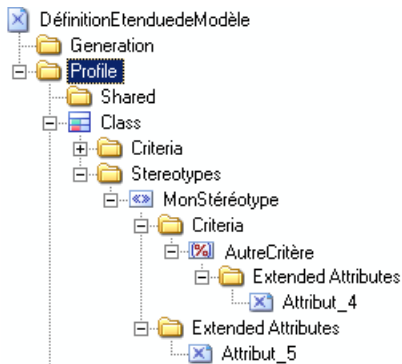 DéfinitionEtenduedeModèle
Generation
Profile
Shared
Class
Criteria
Stereotypes
MonStéréotype
Criteria
AutreCritère
Extended Attributes
Attribut_4
Extended Attributes
Attribut_5